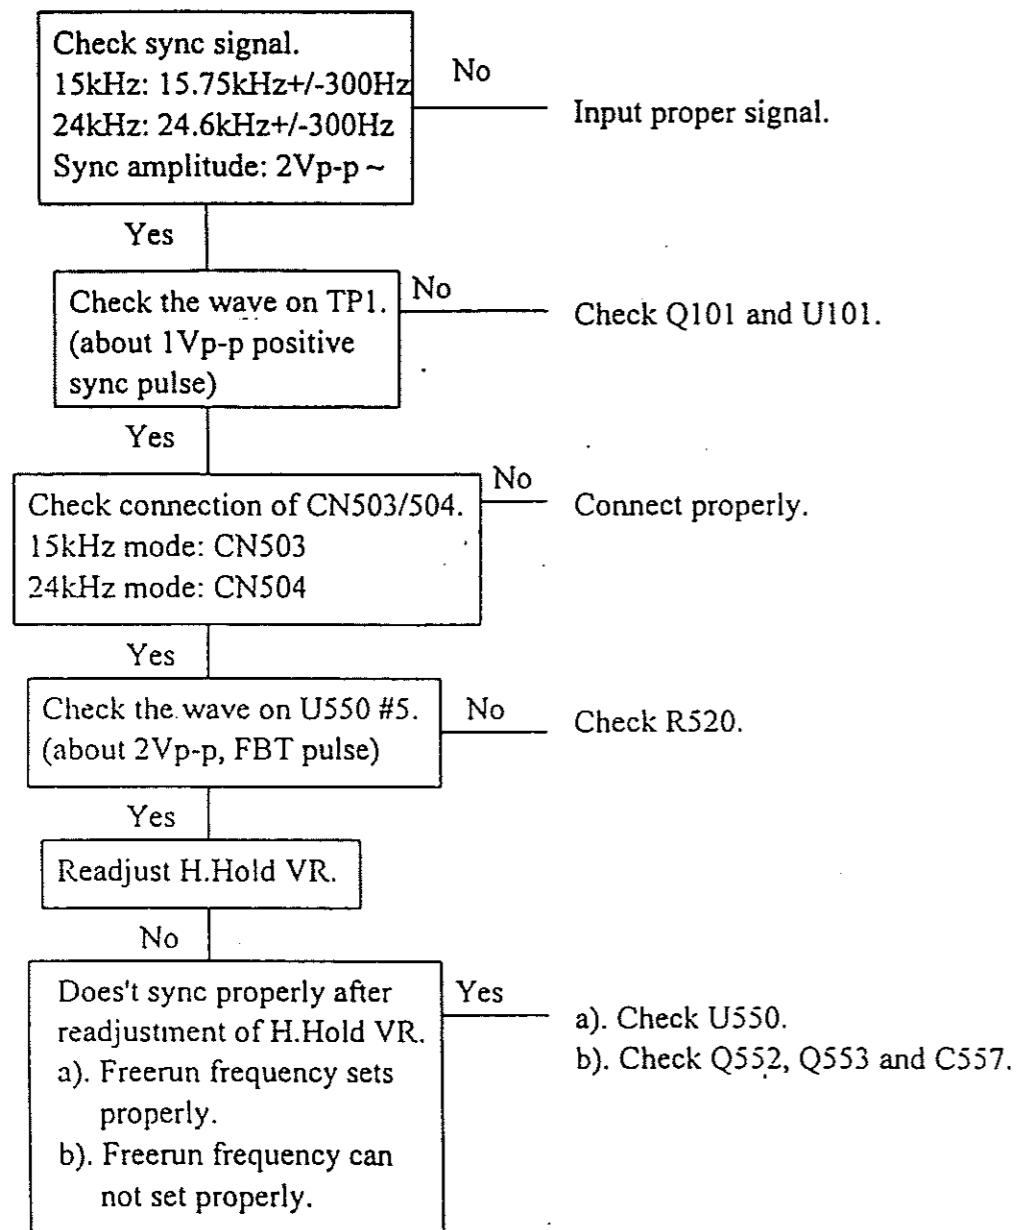 Check sync signal.
15kHz: 15.75kHz+/-300Hz
24kHz: 24.6kHz+/-300Hz
Sync amplitude: 2Vp-p ~
No
Input proper signal.
Yes
Check the wave on TP1.
(about 1Vp-p positive
sync pulse)
No
Check Q101 and U101.
Yes
Check connection of CN503/504.
15kHz mode: CN503
24kHz mode: CN504
No
Connect properly.
Yes
Check the wave on U550 #5.
(about 2Vp-p, FBT pulse)
No
Check R520.
Yes
Readjust H.Hold VR.
No
Does't sync properly after
readjustment of H.Hold VR.
a). Freerun frequency sets
properly.
b). Freerun frequency can
not set properly.
Yes
a). Check U550.
b). Check Q552, Q553 and C557.